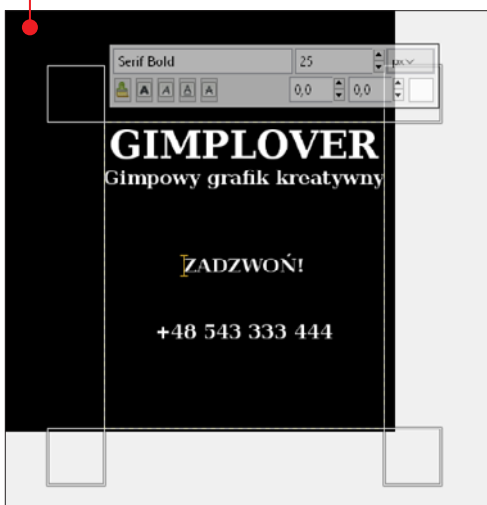 Serif Bold 25 px
A A A A 0,0 0,0
GIMPLOVER
Gimpowy grafik kreatywny
ZADZWOŃ!
+48 543 333 444